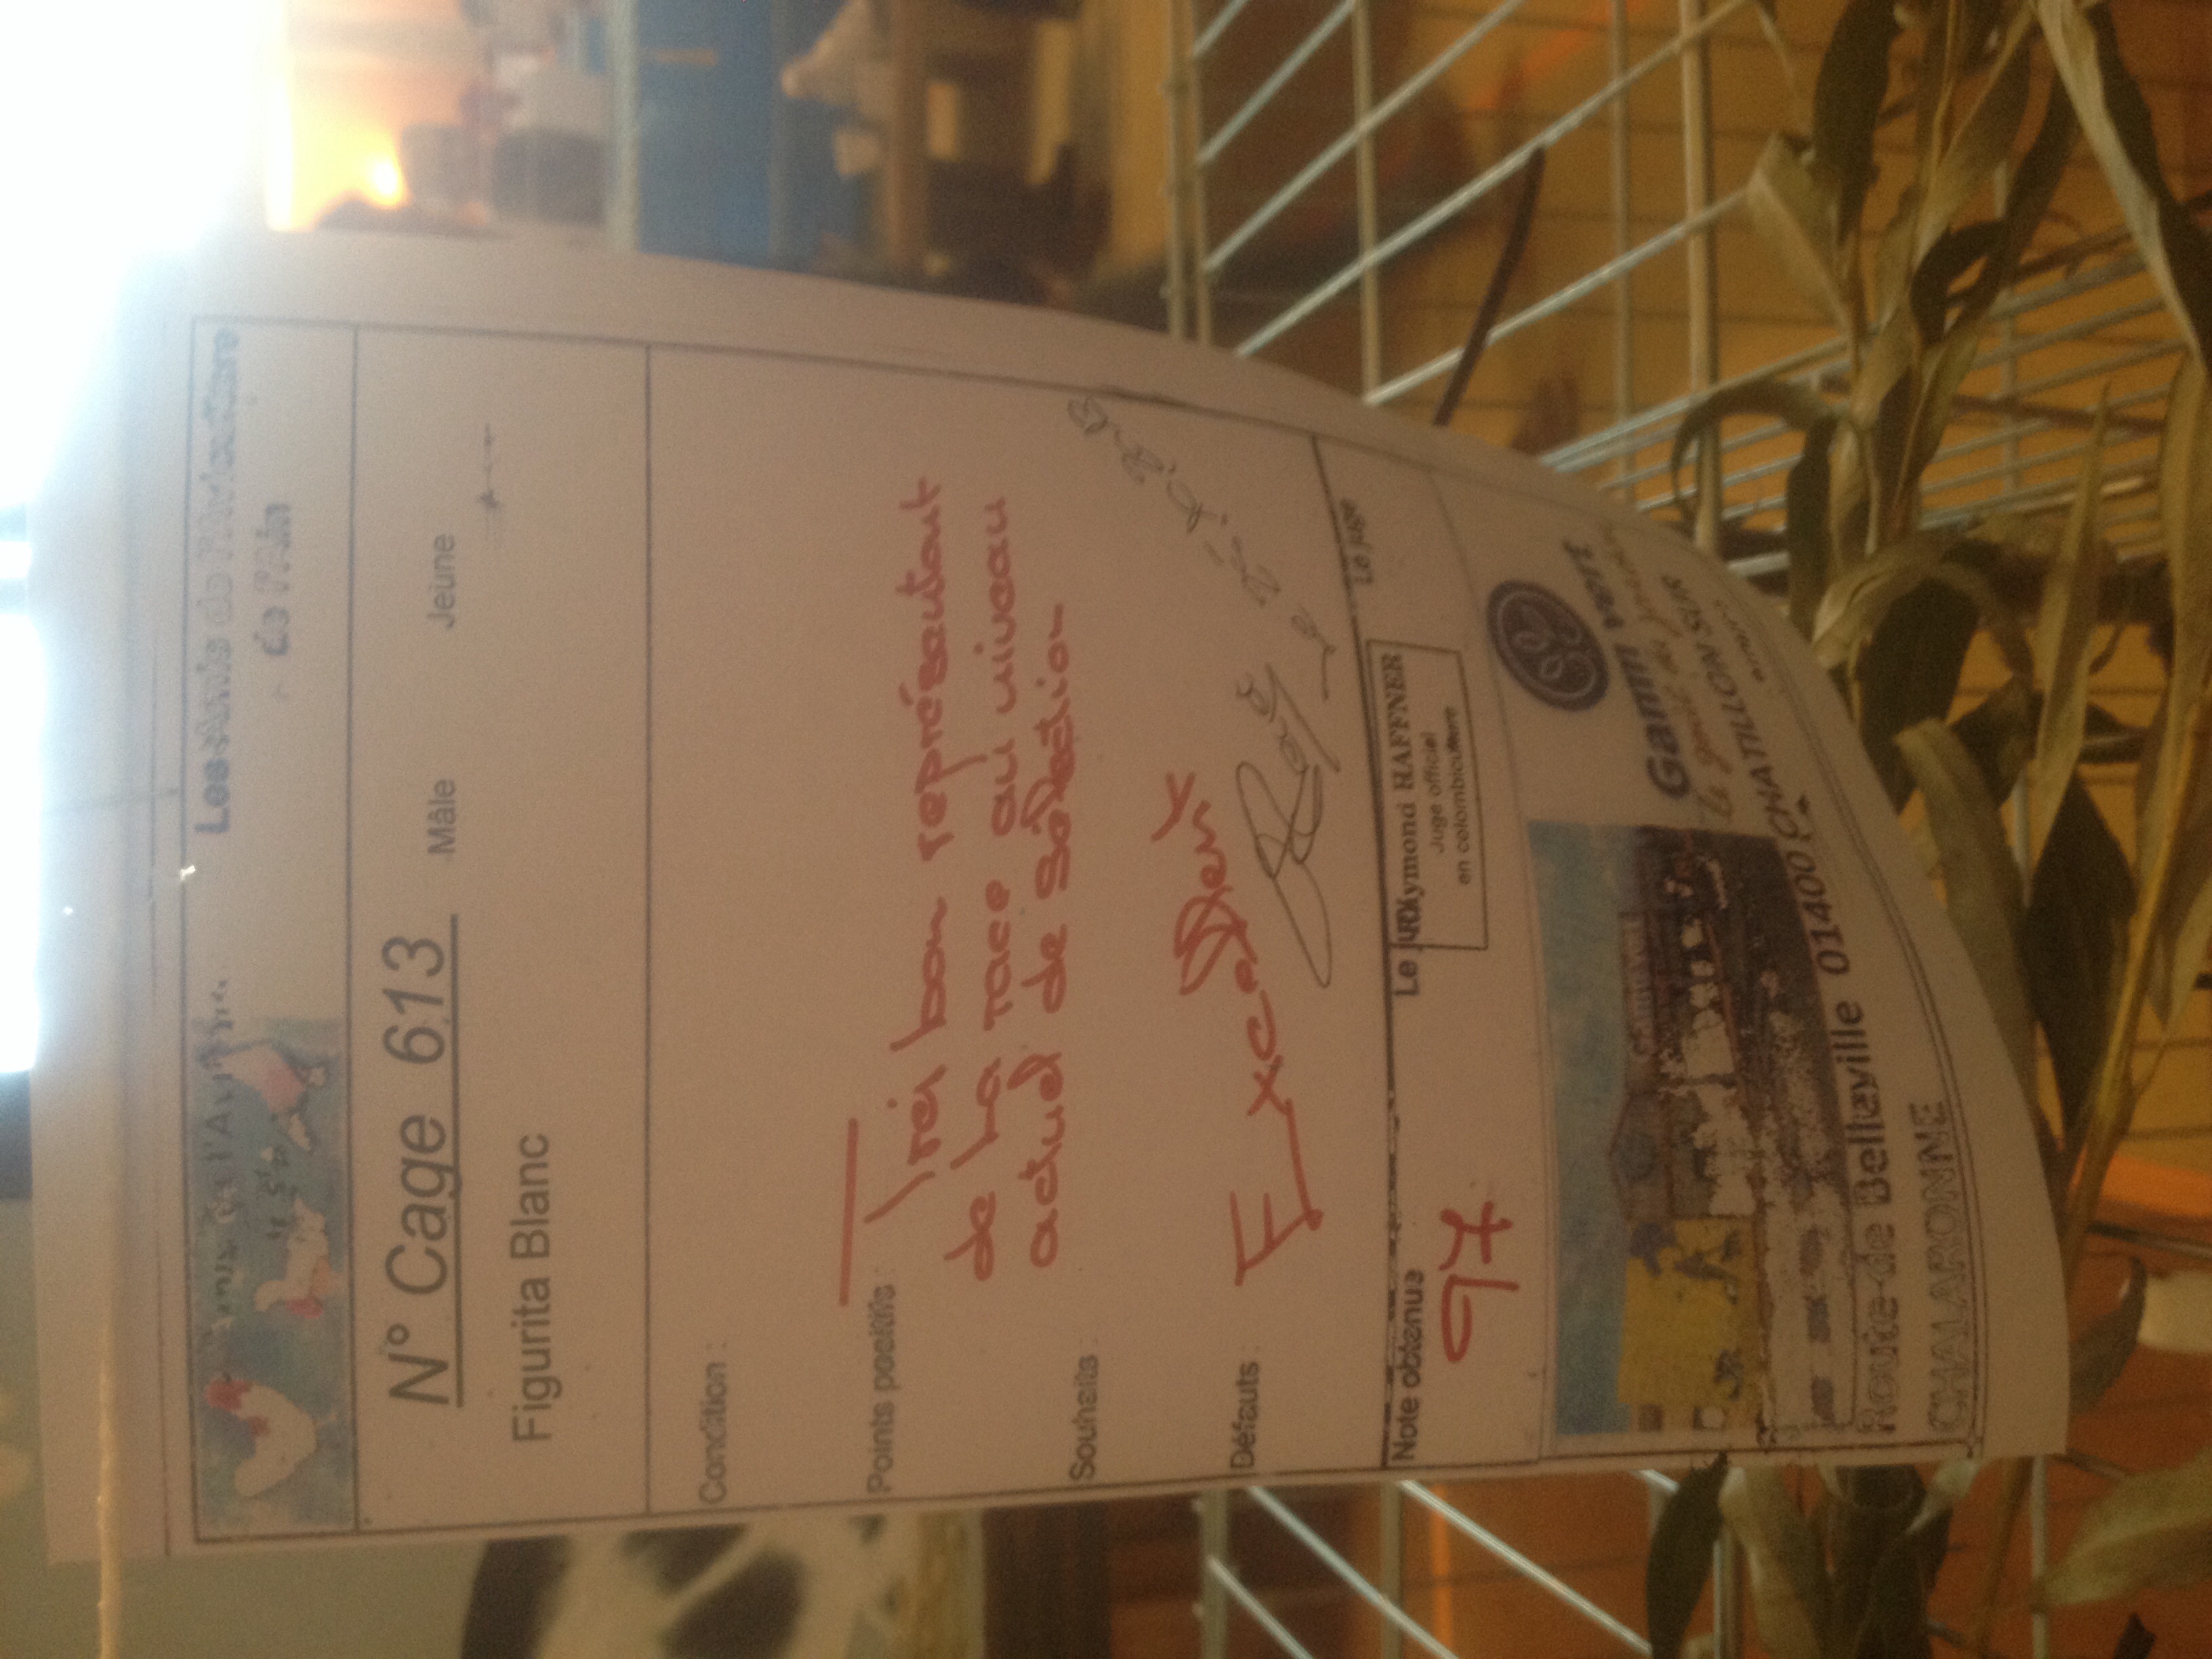 Les Amis de l'Aviculture
de l'Ain
N° Cage 613 Mâle Jeune
Figurita Blanc
Condition :
Points positifs :
Très bon représentant
de la race au niveau
actuel de sélection
Souhaits :
Défauts :
Excellent
Note obtenue
97
Le juge
Raymond HAFFNER
Juge officiel
en colombiculture
Gamm vert
CHATILLON SUR
Route de Belleville 01400 CHATILLON
CHALARONNE